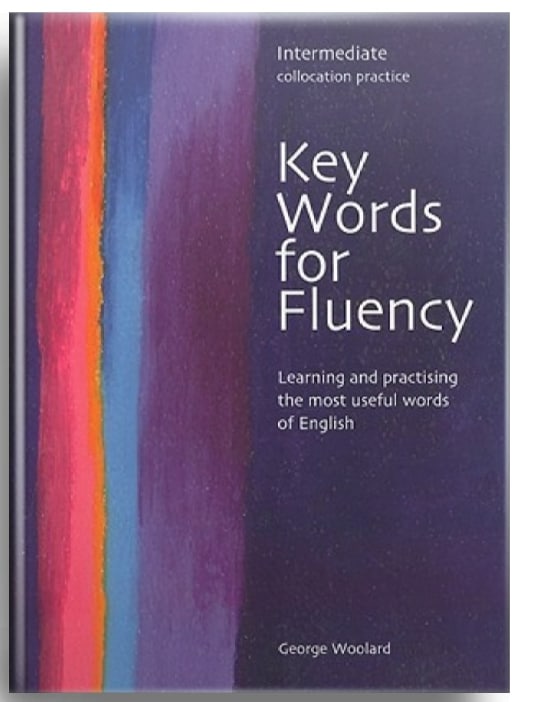 Intermediate
collocation practice
Key
Words
for
Fluency
Learning and practising
the most useful words
of English
George Woolard